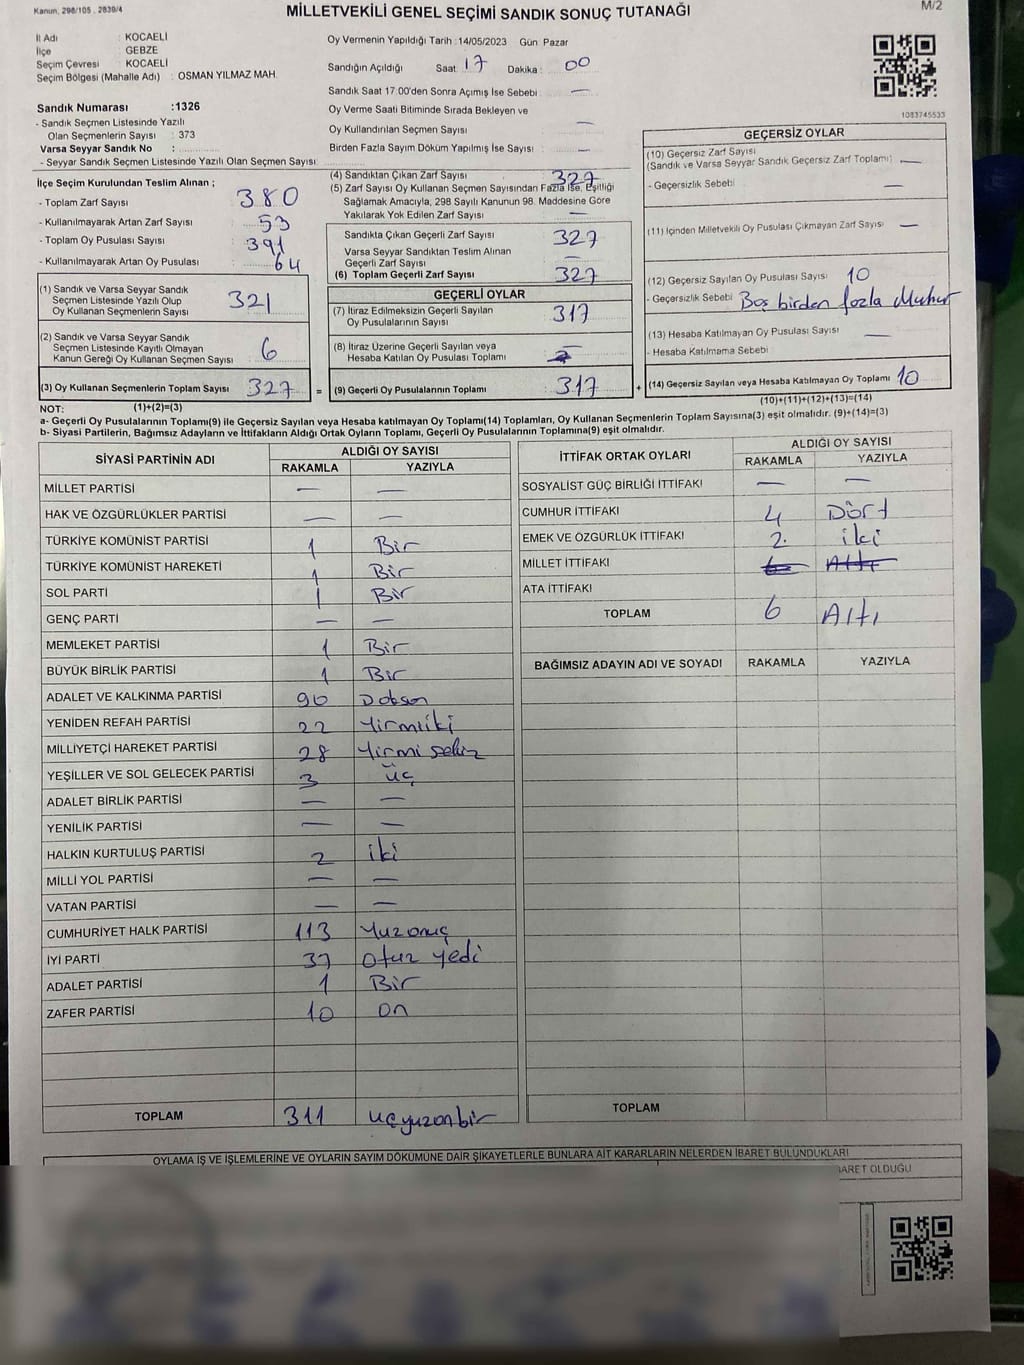 Kanun, 298/105 , 2839/4
M/2
MİLLETVEKİLİ GENEL SEÇİMİ SANDIK SONUÇ TUTANAĞI
İl Adı : KOCAELİ
İlçe : GEBZE
Seçim Çevresi : KOCAELİ
Seçim Bölgesi (Mahalle Adı) : OSMAN YILMAZ MAH.
Oy Vermenin Yapıldığı Tarih :14/05/2023 Gün Pazar
Sandığın Açıldığı Saat: 17 Dakika : 00
Sandık Saat 17:00'den Sonra Açımış İse Sebebi : —
Oy Verme Saati Bitiminde Sırada Bekleyen ve
Oy Kullandırılan Seçmen Sayısı —
Birden Fazla Sayım Döküm Yapılmış İse Sayısı : —
1083745533
Sandık Numarası :1326
- Sandık Seçmen Listesinde Yazılı
Olan Seçmenlerin Sayısı : 373
Varsa Seyyar Sandık No :
- Seyyar Sandık Seçmen Listesinde Yazılı Olan Seçmen Sayısı:
İlçe Seçim Kurulundan Teslim Alınan ;
- Toplam Zarf Sayısı : 380
- Kullanılmayarak Artan Zarf Sayısı : 53
- Toplam Oy Pusulası Sayısı : 391
- Kullanılmayarak Artan Oy Pusulası : 64
(1) Sandık ve Varsa Seyyar Sandık
Seçmen Listesinde Yazılı Olup
Oy Kullanan Seçmenlerin Sayısı 321
(2) Sandık ve Varsa Seyyar Sandık
Seçmen Listesinde Kayıtlı Olmayan
Kanun Gereği Oy Kullanan Seçmen Sayısı 6
(3) Oy Kullanan Seçmenlerin Toplam Sayısı 327 =
(4) Sandıktan Çıkan Zarf Sayısı : 327
(5) Zarf Sayısı Oy Kullanan Seçmen Sayısından Fazla İse, Eşitliği
Sağlamak Amacıyla, 298 Sayılı Kanunun 98. Maddesine Göre
Yakılarak Yok Edilen Zarf Sayısı : —
Sandıkta Çıkan Geçerli Zarf Sayısı : 327
Varsa Seyyar Sandıktan Teslim Alınan
Geçerli Zarf Sayısı : —
(6) Toplam Geçerli Zarf Sayısı : 327
GEÇERLİ OYLAR
(7) İtiraz Edilmeksizin Geçerli Sayılan
Oy Pusulalarının Sayısı : 317
(8) İtiraz Üzerine Geçerli Sayılan veya
Hesaba Katılan Oy Pusulası Toplamı : —
(9) Geçerli Oy Pusulalarının Toplamı : 317 +
GEÇERSİZ OYLAR
(10) Geçersiz Zarf Sayısı
(Sandık ve Varsa Seyyar Sandık Geçersiz Zarf Toplamı) : —
- Geçersizlik Sebebi —
(11) İçinden Milletvekili Oy Pusulası Çıkmayan Zarf Sayısı : —
(12) Geçersiz Sayılan Oy Pusulası Sayısı : 10
- Geçersizlik Sebebi Boş birden fazla Muhur
(13) Hesaba Katılmayan Oy Pusulası Sayısı : —
- Hesaba Katılmama Sebebi
(14) Geçersiz Sayılan veya Hesaba Katılmayan Oy Toplamı : 10
(10)+(11)+(12)+(13)=(14)
NOT: (1)+(2)=(3)
a- Geçerli Oy Pusulalarının Toplamı(9) ile Geçersiz Sayılan veya Hesaba katılmayan Oy Toplamı(14) Toplamları, Oy Kullanan Seçmenlerin Toplam Sayısına(3) eşit olmalıdır. (9)+(14)=(3)
b- Siyasi Partilerin, Bağımsız Adayların ve İttifakların Aldığı Ortak Oyların Toplamı, Geçerli Oy Pusulalarının Toplamına(9) eşit olmalıdır.
SİYASİ PARTİNİN ADI ALDIĞI OY SAYISI
RAKAMLA YAZIYLA
MİLLET PARTİSİ — —
HAK VE ÖZGÜRLÜKLER PARTİSİ — —
TÜRKİYE KOMÜNİST PARTİSİ 1 Bir
TÜRKİYE KOMÜNİST HAREKETİ 1 Bir
SOL PARTİ 1 Bir
GENÇ PARTİ — —
MEMLEKET PARTİSİ 1 Bir
BÜYÜK BİRLİK PARTİSİ 1 Bir
ADALET VE KALKINMA PARTİSİ 90 Doksan
YENİDEN REFAH PARTİSİ 22 Yirmiiki
MİLLİYETÇİ HAREKET PARTİSİ 28 Yirmi sekiz
YEŞİLLER VE SOL GELECEK PARTİSİ 3 üç
ADALET BİRLİK PARTİSİ — —
YENİLİK PARTİSİ — —
HALKIN KURTULUŞ PARTİSİ 2 iki
MİLLİ YOL PARTİSİ — —
VATAN PARTİSİ — —
CUMHURİYET HALK PARTİSİ 113 Yuzonuç
İYİ PARTİ 37 otuz yedi
ADALET PARTİSİ 1 Bir
ZAFER PARTİSİ 10 on
TOPLAM 311 uçyuzonbir
İTTİFAK ORTAK OYLARI ALDIĞI OY SAYISI
RAKAMLA YAZIYLA
SOSYALİST GÜÇ BİRLİĞİ İTTİFAKI — —
CUMHUR İTTİFAKI 4 Dört
EMEK VE ÖZGÜRLÜK İTTİFAKI 2 iki
MİLLET İTTİFAKI 6 Altı
ATA İTTİFAKI
TOPLAM 6 Altı
BAĞIMSIZ ADAYIN ADI VE SOYADI RAKAMLA YAZIYLA
TOPLAM
OYLAMA İŞ VE İŞLEMLERİNE VE OYLARIN SAYIM DÖKÜMÜNE DAİR ŞİKAYETLERLE BUNLARA AİT KARARLARIN NELERDEN İBARET BULUNDUKLARI
BARET OLDUĞU